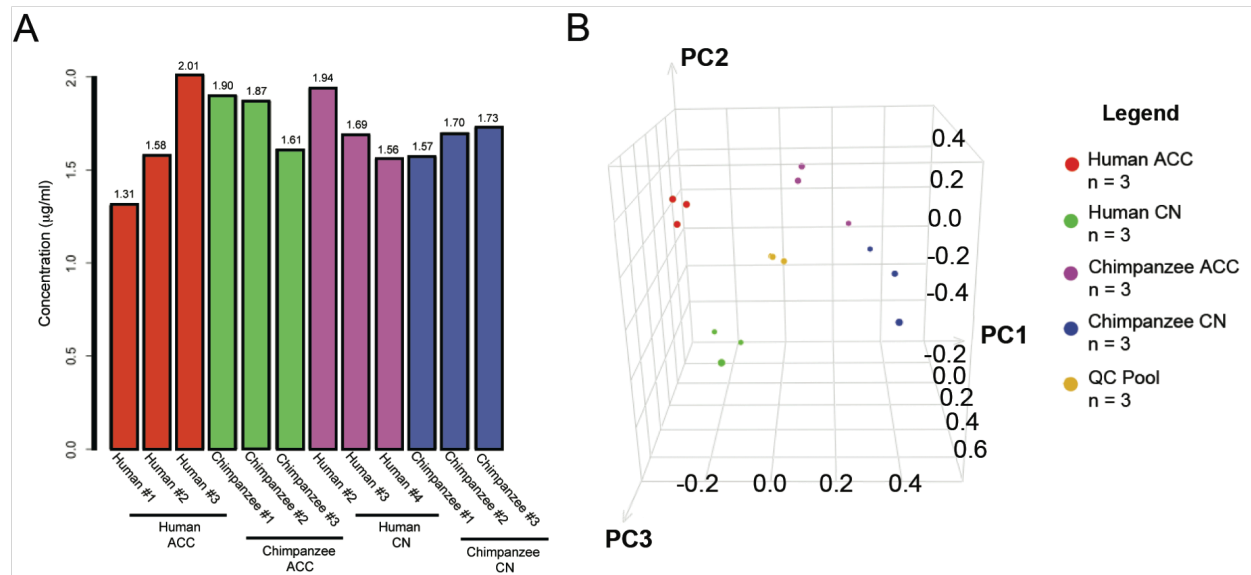 A
Concentration (μg/ml)
2.0
1.5
1.0
0.5
0.0
1.31
1.58
2.01
1.90
1.87
1.61
1.94
1.69
1.56
1.57
1.70
1.73
Human #1
Human #2
Human #3
Chimpanzee #1
Chimpanzee #2
Chimpanzee #3
Human #2
Human #3
Human #4
Chimpanzee #1
Chimpanzee #2
Chimpanzee #3
Human
ACC
Chimpanzee
ACC
Human
CN
Chimpanzee
CN
B
PC2
0.4
0.2
0.0
-0.2
-0.4
PC1
-0.2
0.0
0.2
0.4
0.6
-0.2
0.0
0.2
0.4
PC3
Legend
Human ACC
n = 3
Human CN
n = 3
Chimpanzee ACC
n = 3
Chimpanzee CN
n = 3
QC Pool
n = 3